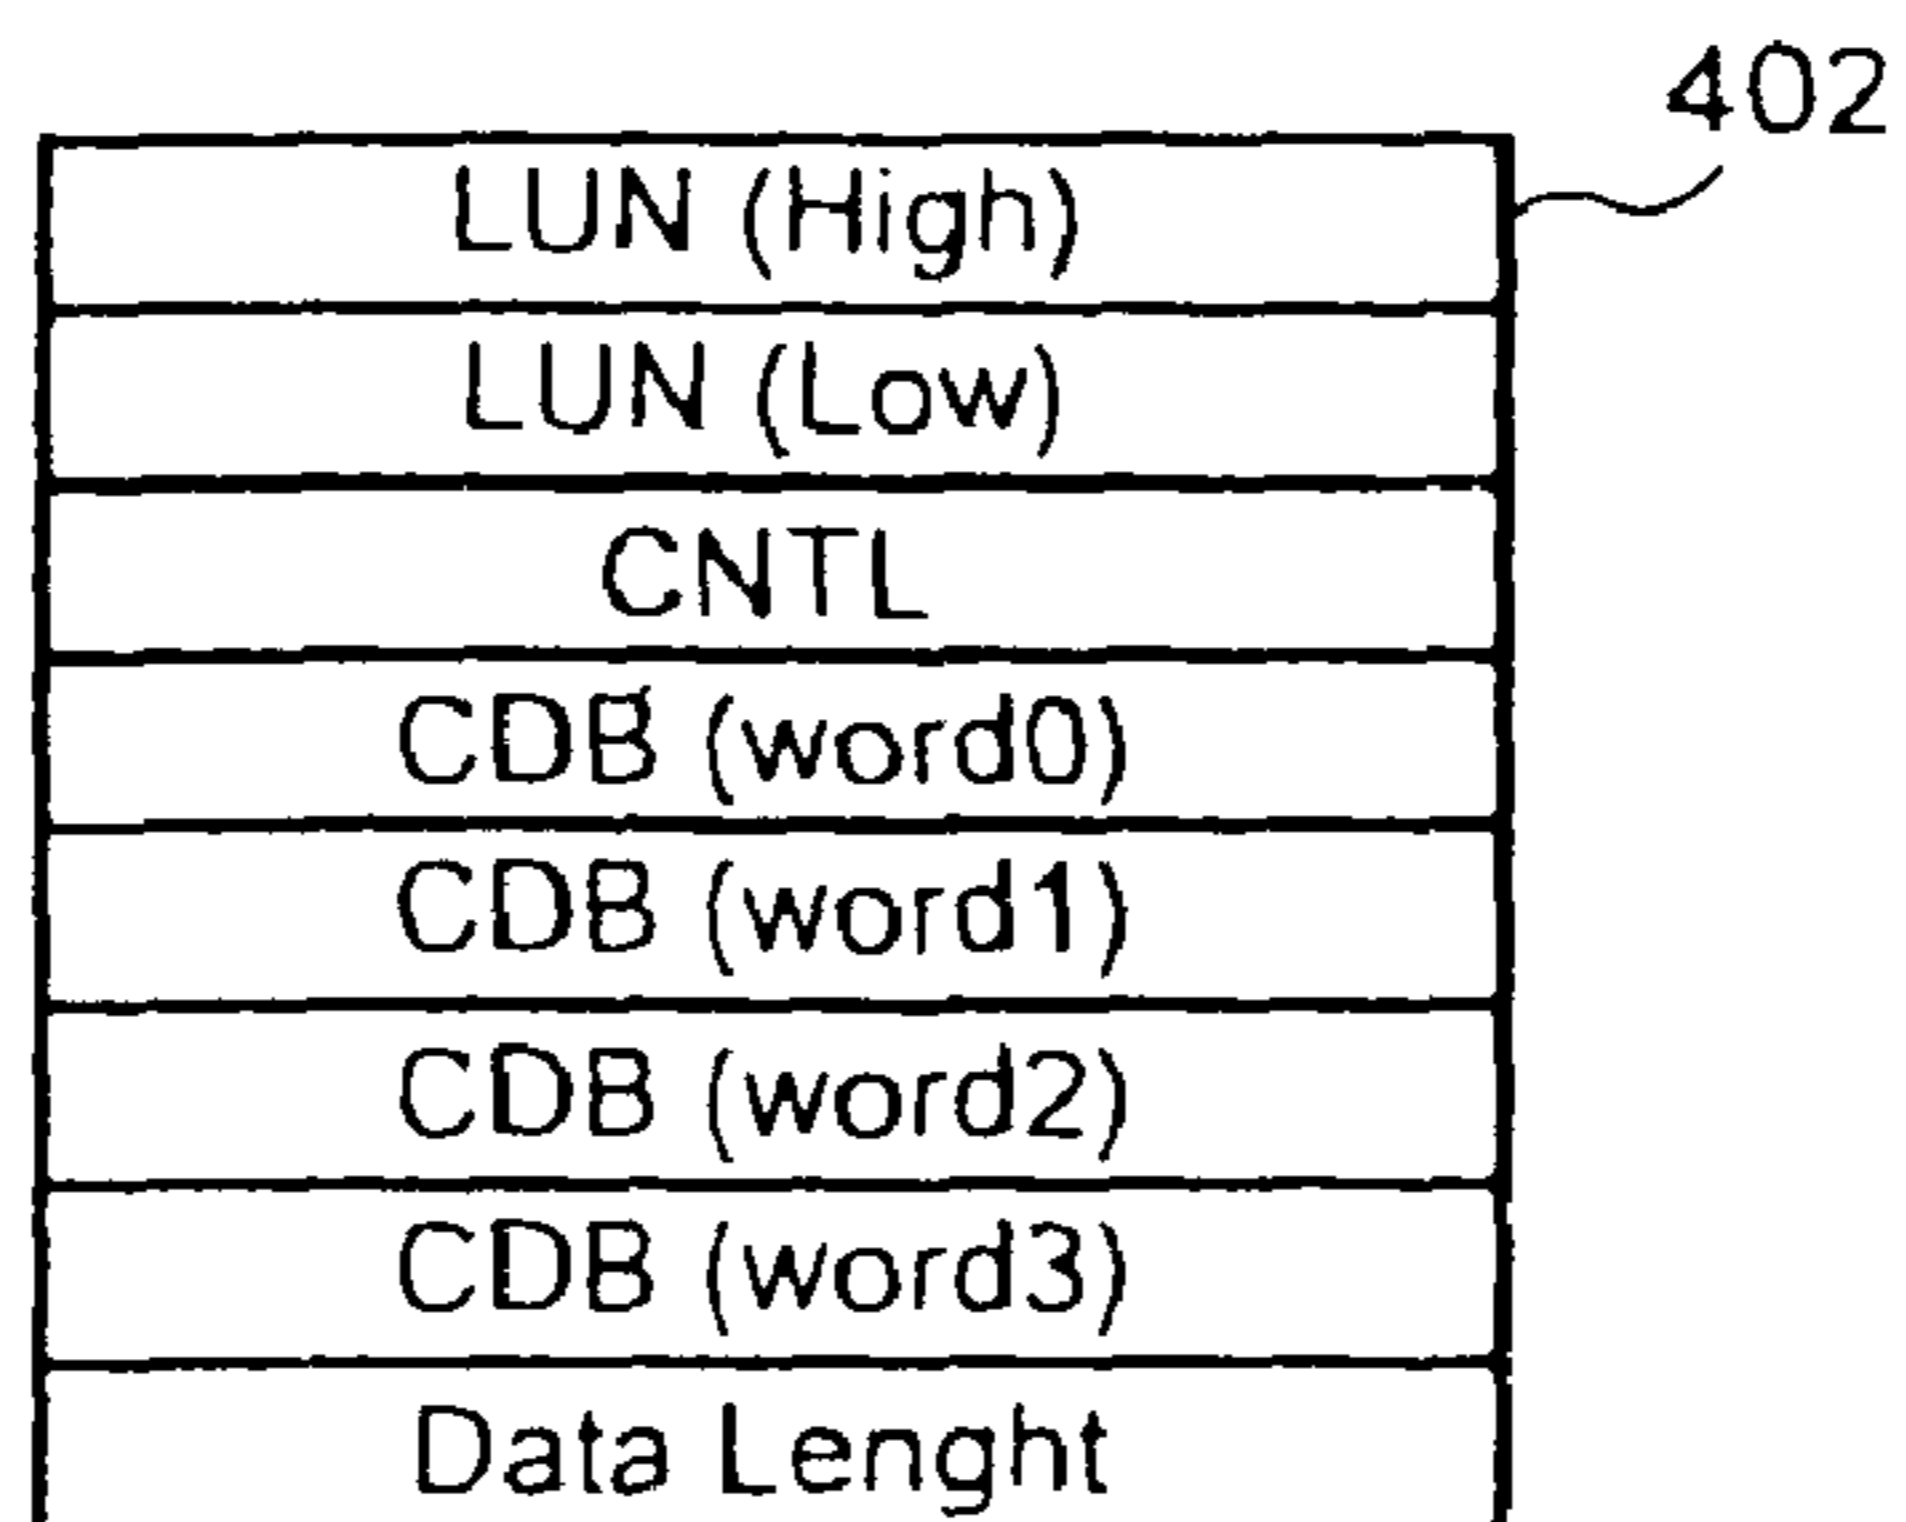 402
LUN (High)
LUN (Low)
CNTL
CDB (word0)
CDB (word1)
CDB (word2)
CDB (word3)
Data Lenght